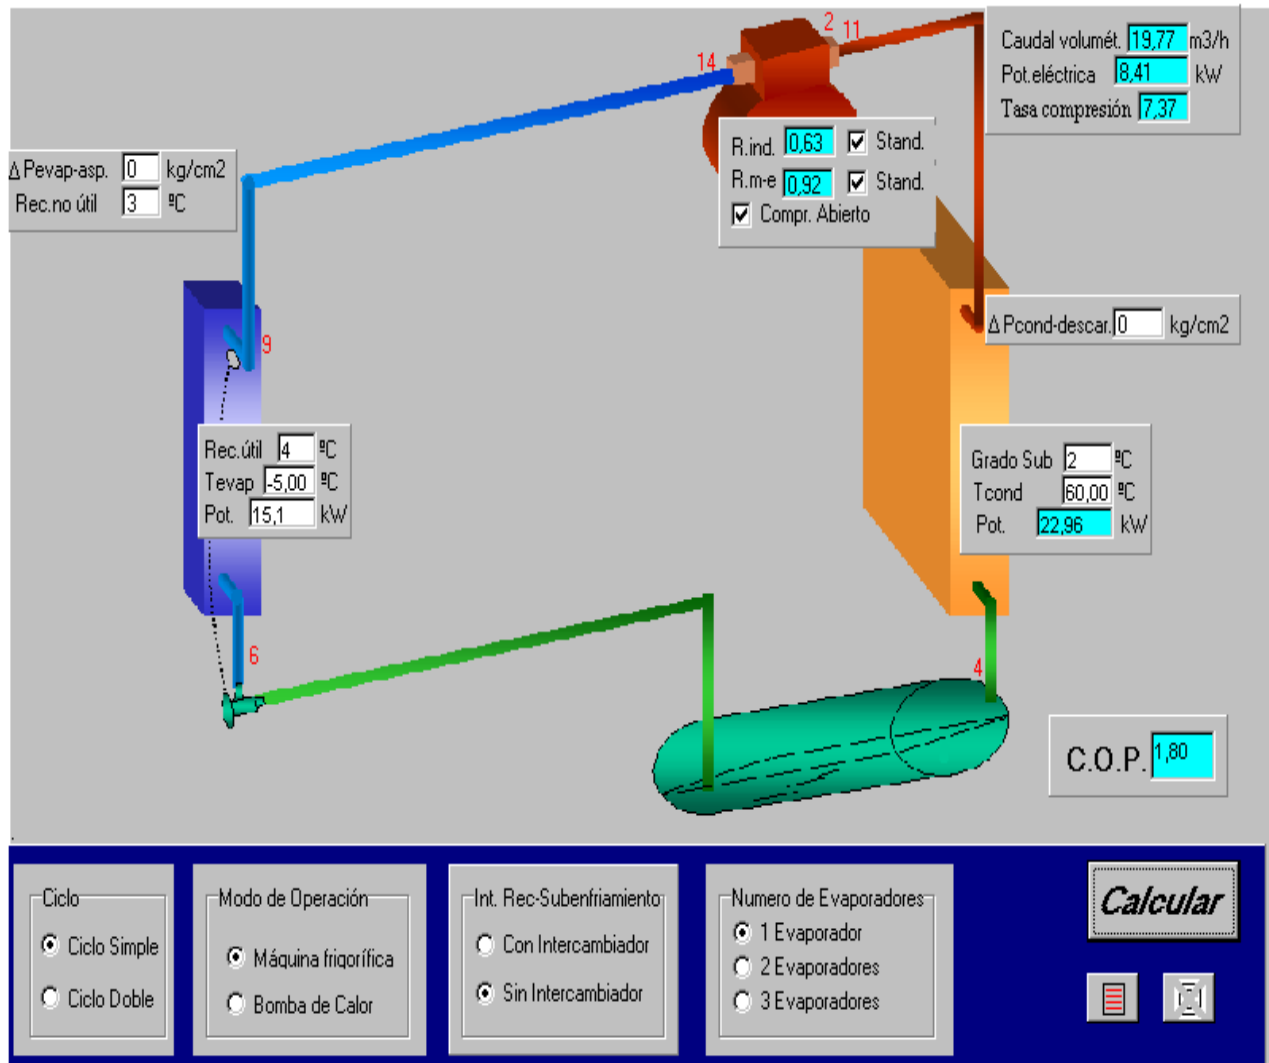 2
11
14
Caudal volumét. 19,77 m3/h
Pot.eléctrica 8,41 kW
Tasa compresión 7,37
R.ind. 0,63 Stand.
R.m-e 0,92 Stand.
Compr. Abierto
Δ Pevap-asp. 0 kg/cm2
Rec.no útil 3 ºC
9
Δ Pcond-descar. 0 kg/cm2
Rec.útil 4 ºC
Tevap -5,00 ºC
Pot. 15,1 kW
Grado Sub 2 ºC
Tcond 60,00 ºC
Pot. 22,96 kW
6
4
C.O.P. 1,80
Ciclo
Ciclo Simple
Ciclo Doble
Modo de Operación
Máquina frigorífica
Bomba de Calor
Int. Rec-Subenfriamiento
Con Intercambiador
Sin Intercambiador
Numero de Evaporadores
1 Evaporador
2 Evaporadores
3 Evaporadores
Calcular